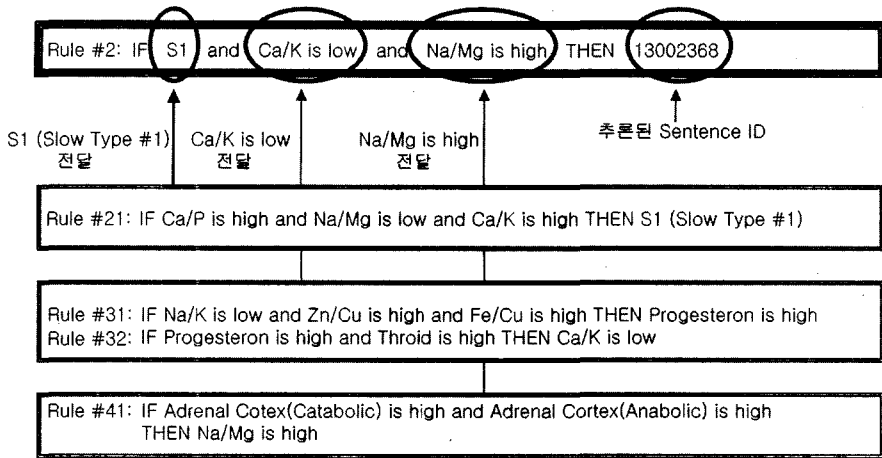 Rule #2: IF S1 and Ca/K is low and Na/Mg is high THEN 13002368
S1 (Slow Type #1) 전달
Ca/K is low 전달
Na/Mg is high 전달
추론된 Sentence ID
Rule #21: IF Ca/P is high and Na/Mg is low and Ca/K is high THEN S1 (Slow Type #1)
Rule #31: IF Na/K is low and Zn/Cu is high and Fe/Cu is high THEN Progesteron is high
Rule #32: IF Progesteron is high and Throid is high THEN Ca/K is low
Rule #41: IF Adrenal Cotex(Catabolic) is high and Adrenal Cortex(Anabolic) is high
THEN Na/Mg is high